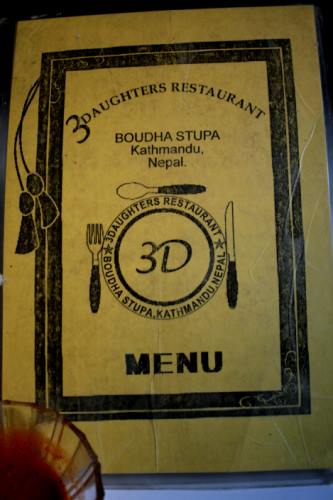 3DAUGHTERS RESTAURANT
BOUDHA STUPA
Kathmandu,
Nepal.
3DAUGHTERS RESTAURANT
3D
★BOUDHA STUPA,KATHMANDU,NEPAL★
MENU